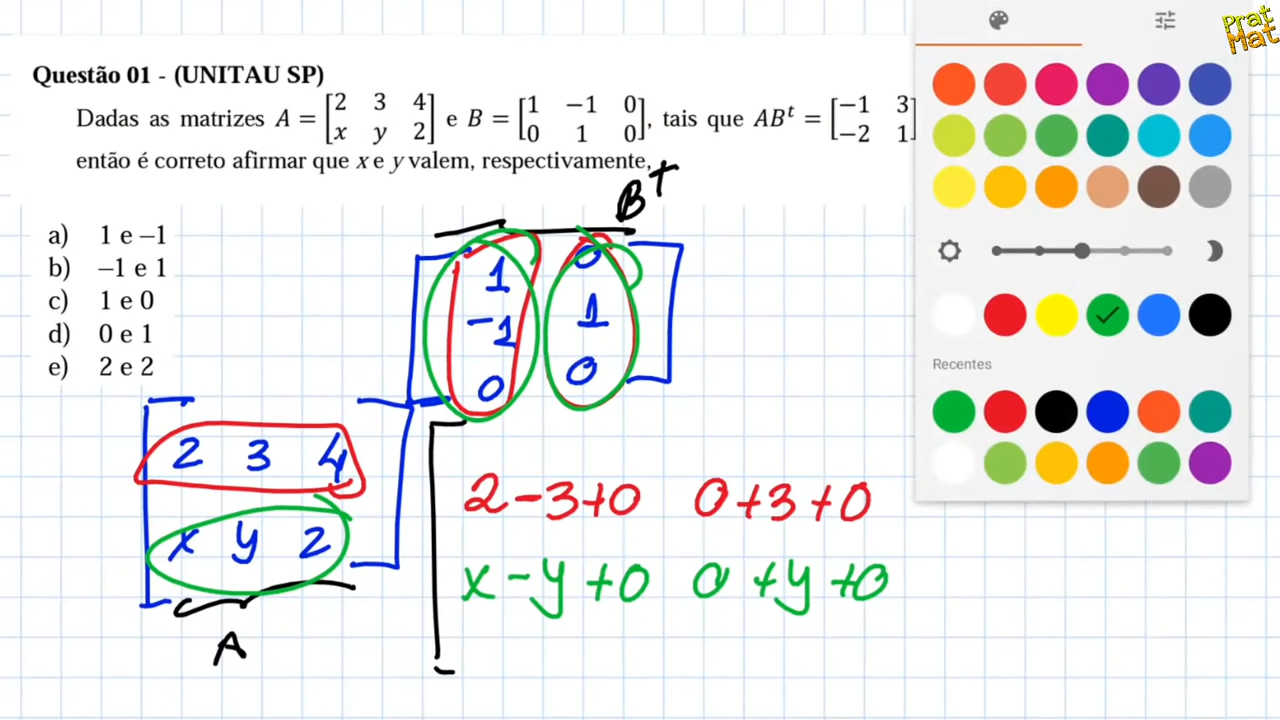 Prat
Mat
Questão 01 - (UNITAU SP)
Dadas as matrizes A = [2 3 4
x y 2] e B = [1 −1 0
0 1 0], tais que ABᵗ = [−1 3
−2 1]
então é correto afirmar que x e y valem, respectivamente,
a) 1 e −1
b) −1 e 1
c) 1 e 0
d) 0 e 1
e) 2 e 2
Bᵗ
1 0
−1 1
0 0
2 3 4
x y 2
A
2−3+0 0+3+0
x−y+0 0+y+0
Recentes